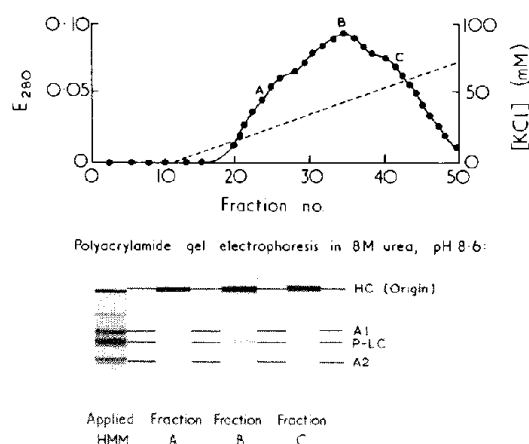 0·10
0·05
0
E280
A
B
C
100
50
0
[KCl] (mM)
0 10 20 30 40 50
Fraction no.
Polyacrylamide gel electrophoresis in 8M urea, pH 8·6:
HC (Origin)
A1
P-LC
A2
Applied HMM
Fraction A
Fraction B
Fraction C